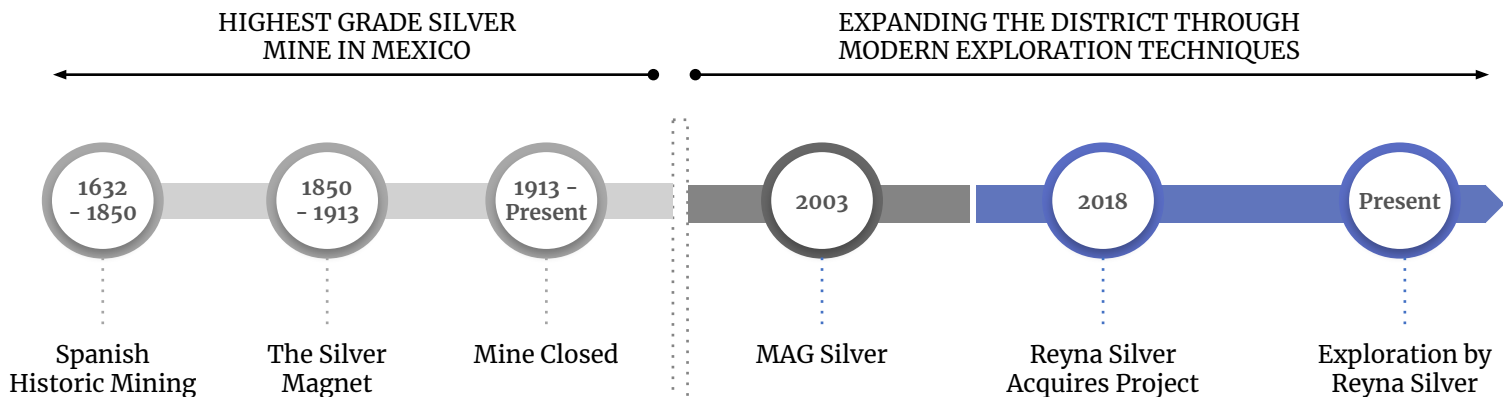 HIGHEST GRADE SILVER
MINE IN MEXICO
EXPANDING THE DISTRICT THROUGH
MODERN EXPLORATION TECHNIQUES
1632
- 1850
1850
- 1913
1913 -
Present
2003
2018
Present
Spanish
Historic Mining
The Silver
Magnet
Mine Closed
MAG Silver
Reyna Silver
Acquires Project
Exploration by
Reyna Silver